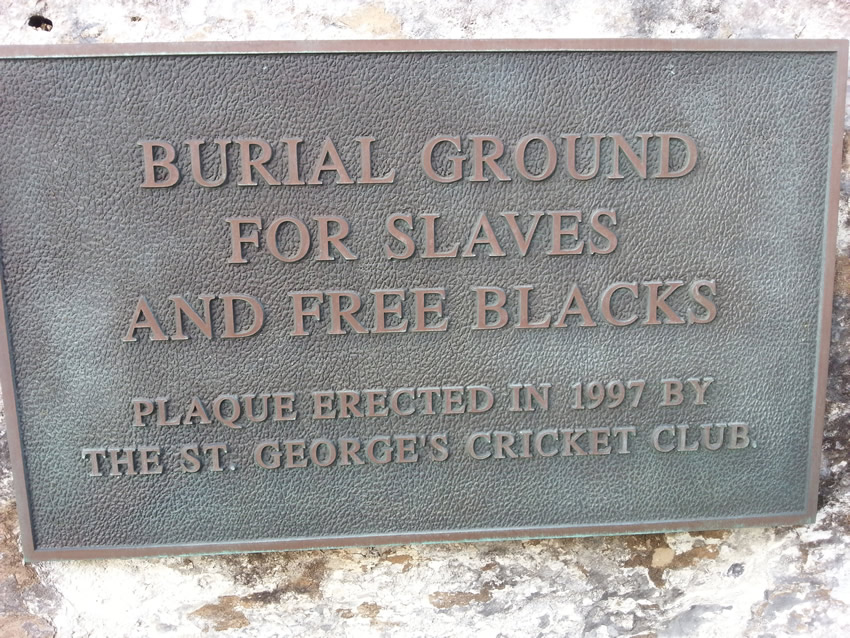 BURIAL GROUND
FOR SLAVES
AND FREE BLACKS
PLAQUE ERECTED IN 1997 BY
THE ST. GEORGE'S CRICKET CLUB.